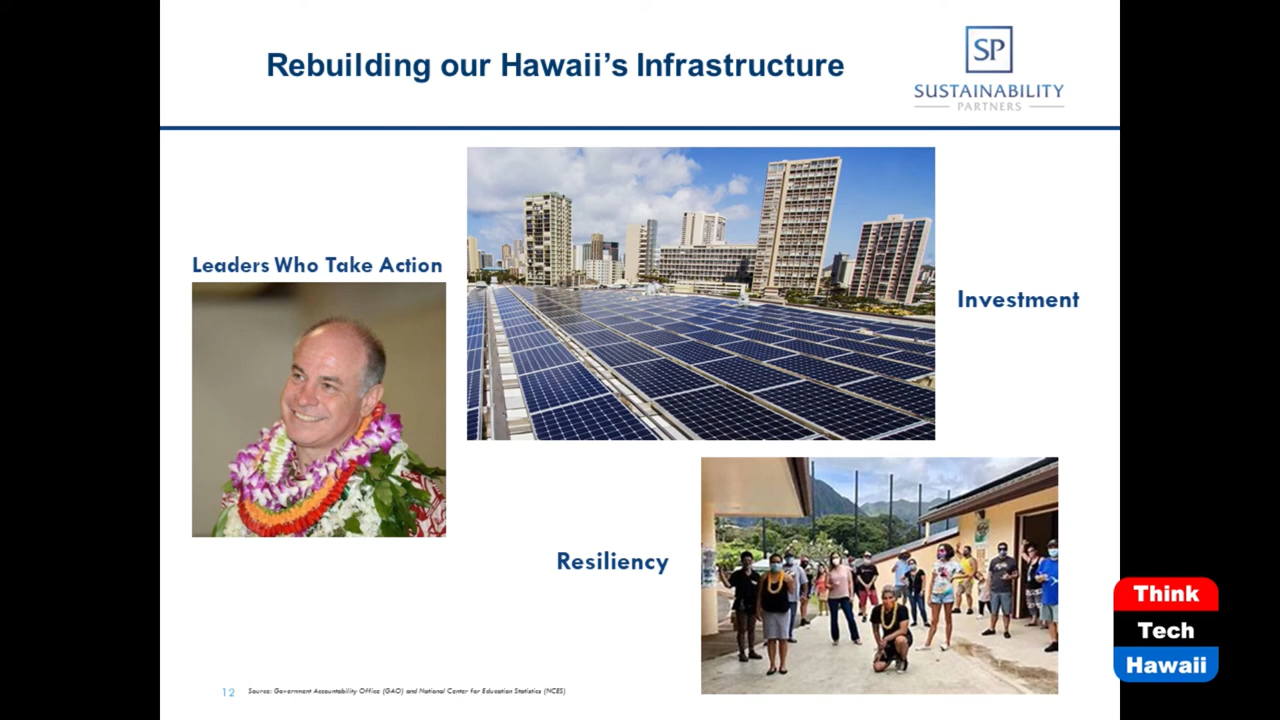 Rebuilding our Hawaii's Infrastructure
SP
SUSTAINABILITY
PARTNERS
Leaders Who Take Action
Investment
Resiliency
Think
Tech
Hawaii
12
Source: Government Accountability Office (GAO) and National Center for Education Statistics (NCES)